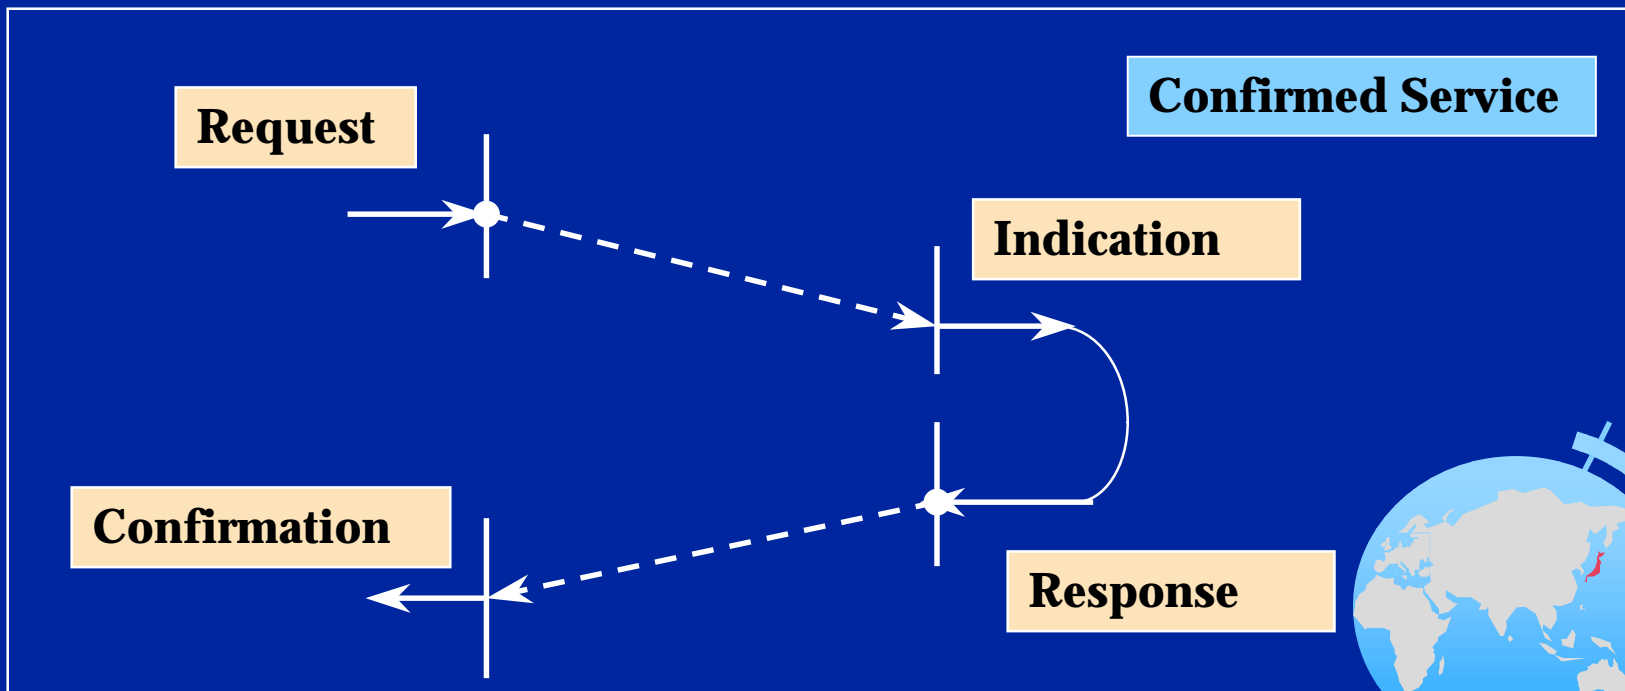 Confirmed Service
Request
Indication
Confirmation
Response